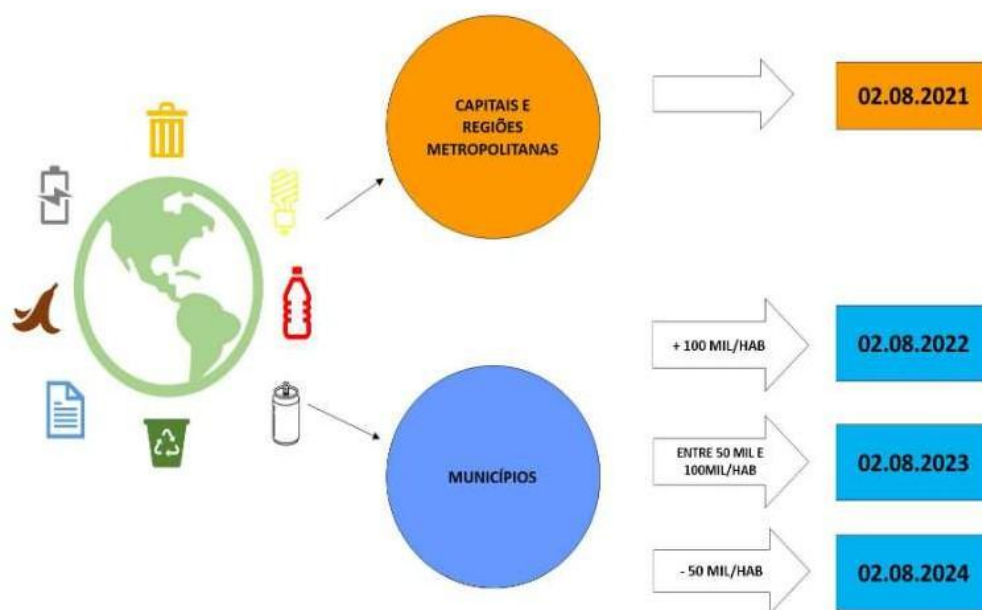 CAPITAIS E
REGIÕES
METROPOLITANAS
02.08.2021
+ 100 MIL/HAB
02.08.2022
ENTRE 50 MIL E
100MIL/HAB
02.08.2023
MUNICÍPIOS
- 50 MIL/HAB
02.08.2024